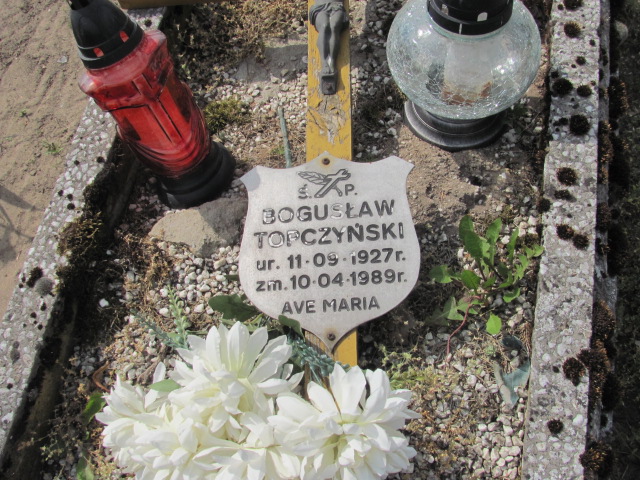 Ś. P.
BOGUSŁAW
TOPCZYŃSKI
ur. 11·09·1927r.
zm. 10·04·1989r.
AVE MARIA